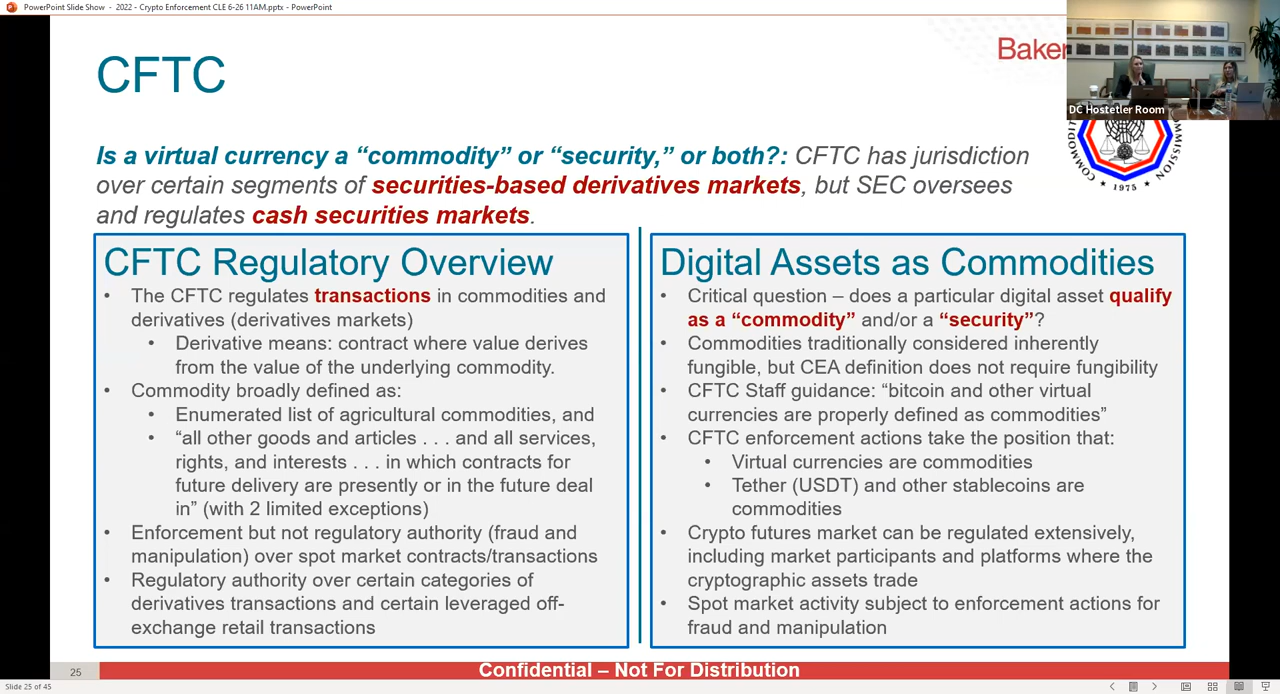 PowerPoint Slide Show - 2022 - Crypto Enforcement CLE 6-26 11AM.pptx - PowerPoint
CFTC
Baker
DC Hostetler Room
1975
Is a virtual currency a “commodity” or “security,” or both?: CFTC has jurisdiction
over certain segments of securities-based derivatives markets, but SEC oversees
and regulates cash securities markets.
CFTC Regulatory Overview
• The CFTC regulates transactions in commodities and
derivatives (derivatives markets)
• Derivative means: contract where value derives
from the value of the underlying commodity.
• Commodity broadly defined as:
• Enumerated list of agricultural commodities, and
• “all other goods and articles . . . and all services,
rights, and interests . . . in which contracts for
future delivery are presently or in the future deal
in” (with 2 limited exceptions)
• Enforcement but not regulatory authority (fraud and
manipulation) over spot market contracts/transactions
• Regulatory authority over certain categories of
derivatives transactions and certain leveraged off-
exchange retail transactions
Digital Assets as Commodities
• Critical question – does a particular digital asset qualify
as a “commodity” and/or a “security”?
• Commodities traditionally considered inherently
fungible, but CEA definition does not require fungibility
• CFTC Staff guidance: “bitcoin and other virtual
currencies are properly defined as commodities”
• CFTC enforcement actions take the position that:
• Virtual currencies are commodities
• Tether (USDT) and other stablecoins are
commodities
• Crypto futures market can be regulated extensively,
including market participants and platforms where the
cryptographic assets trade
• Spot market activity subject to enforcement actions for
fraud and manipulation
25
Confidential – Not For Distribution
Slide 25 of 45